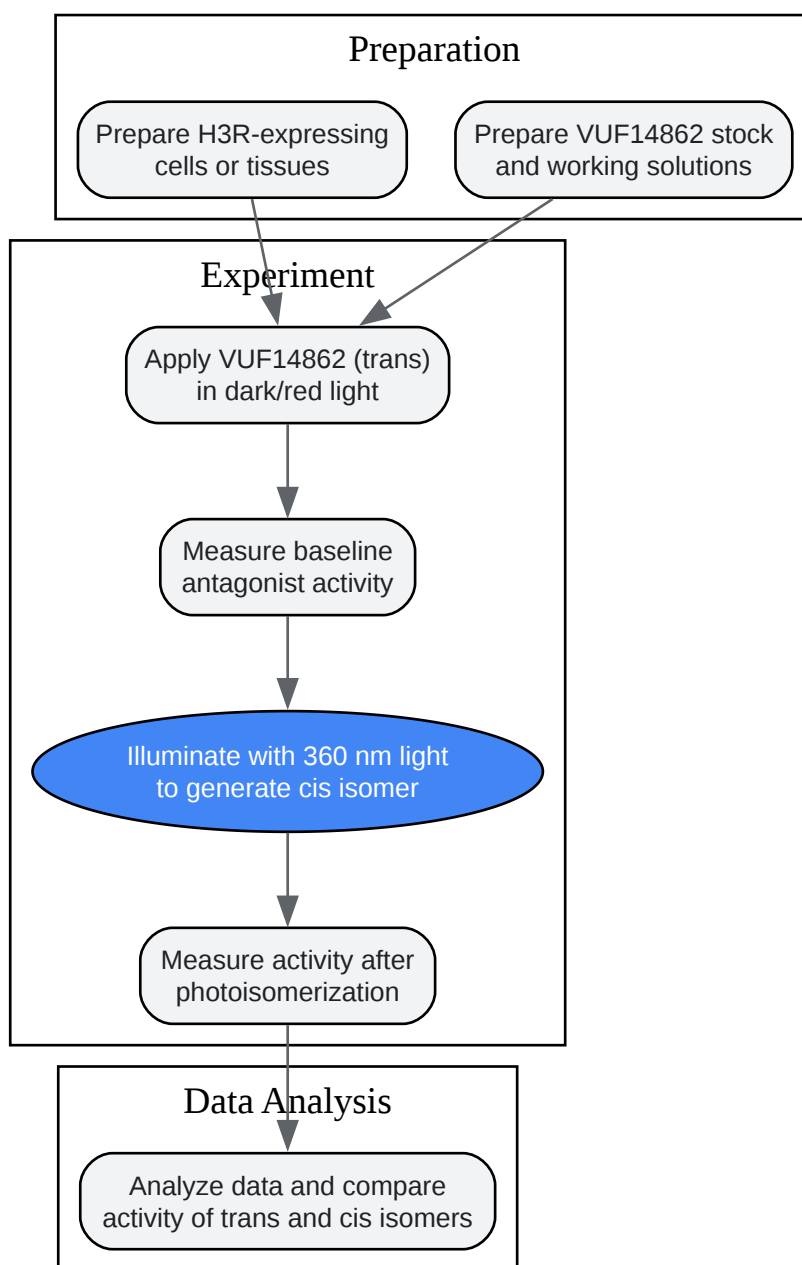 Preparation
Prepare H3R-expressing
cells or tissues
Prepare VUF14862 stock
and working solutions
Experiment
Apply VUF14862 (trans)
in dark/red light
Measure baseline
antagonist activity
Illuminate with 360 nm light
to generate cis isomer
Measure activity after
photoisomerization
Data Analysis
Analyze data and compare
activity of trans and cis isomers